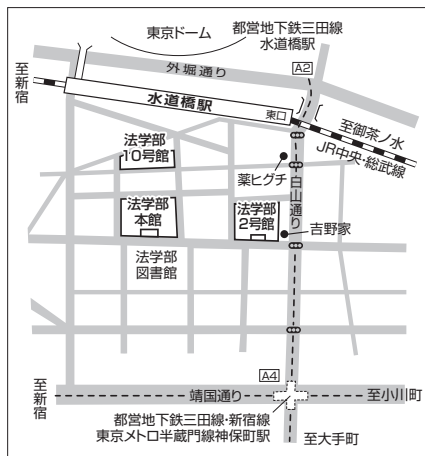 東京ドーム
都営地下鉄三田線
水道橋駅
外堀通り
A2
至新宿
水道橋駅
東口
至御茶ノ水
JR中央・総武線
法学部
10号館
薬ヒグチ
白山通り
法学部
本館
法学部
2号館
吉野家
法学部
図書館
A4
至新宿
靖国通り
至小川町
都営地下鉄三田線・新宿線
東京メトロ半蔵門線神保町駅
至大手町